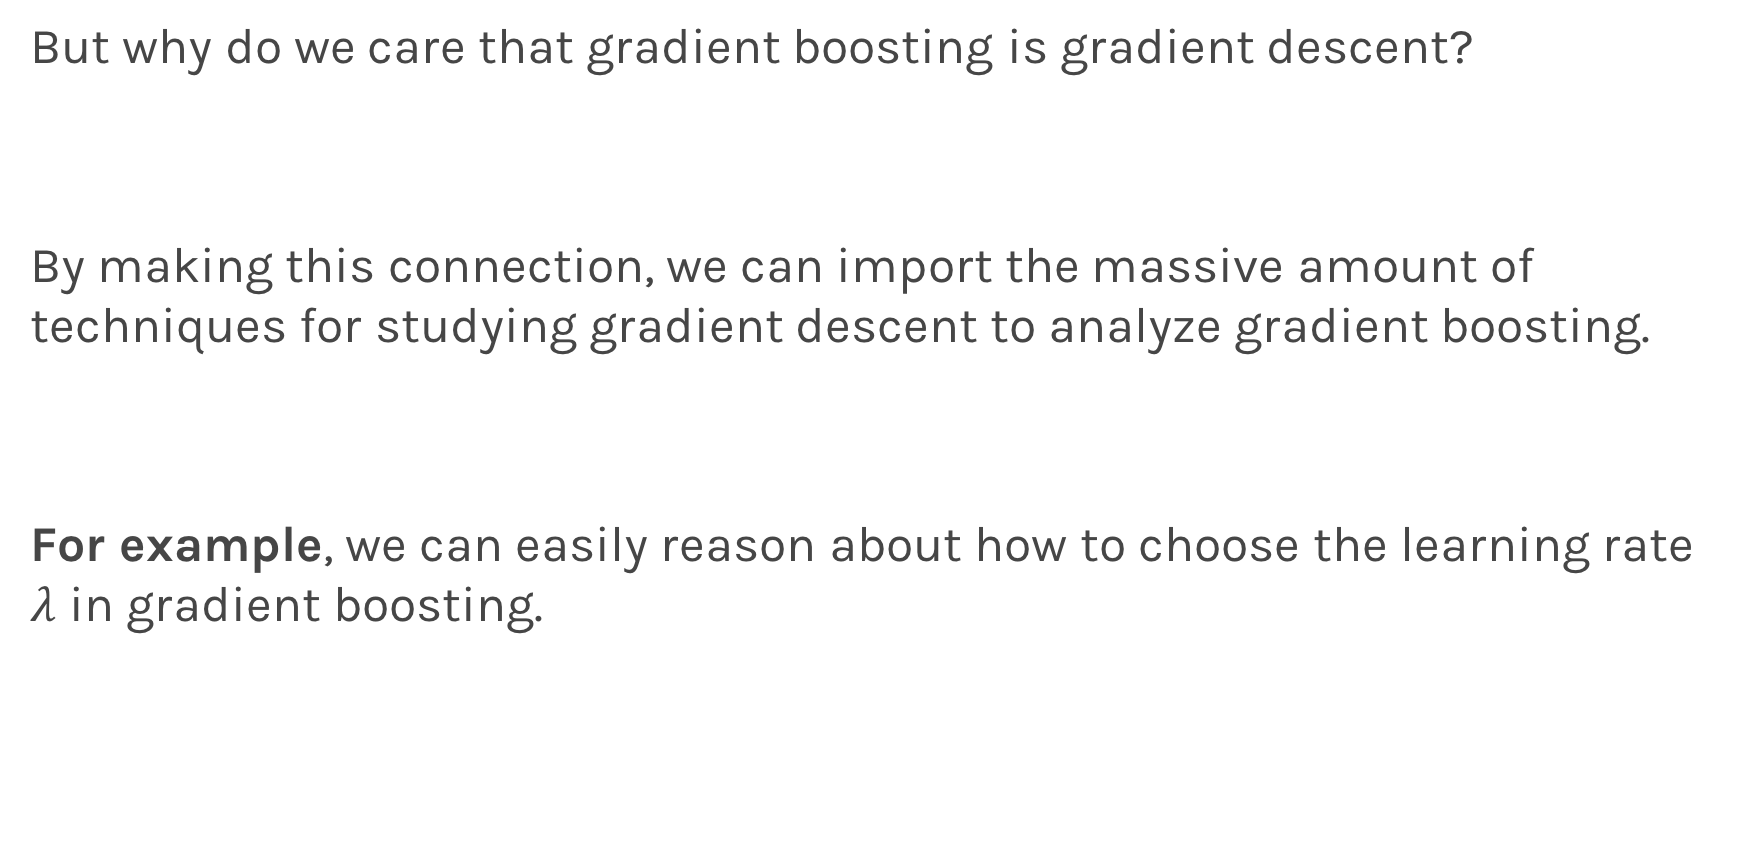 But why do we care that gradient boosting is gradient descent?
By making this connection, we can import the massive amount of
techniques for studying gradient descent to analyze gradient boosting.
For example, we can easily reason about how to choose the learning rate
λ in gradient boosting.